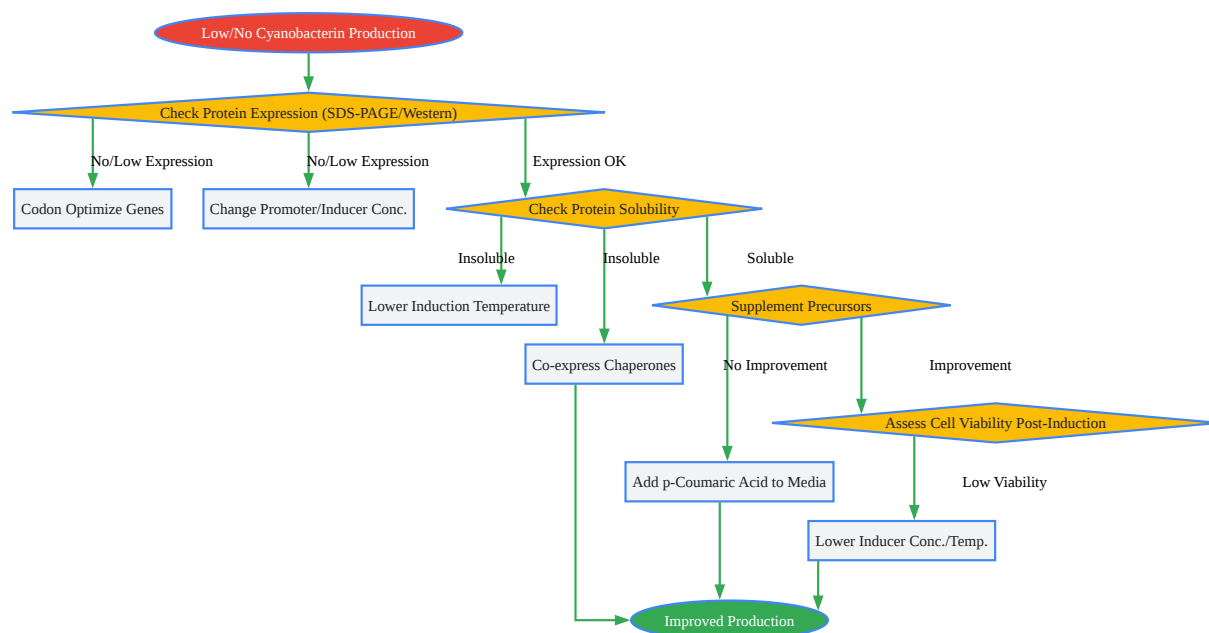 Low/No Cyanobacterin Production
Check Protein Expression (SDS-PAGE/Western)
No/Low Expression
No/Low Expression
Expression OK
Codon Optimize Genes
Change Promoter/Inducer Conc.
Check Protein Solubility
Insoluble
Insoluble
Soluble
Lower Induction Temperature
Supplement Precursors
Co-express Chaperones
No Improvement
Improvement
Assess Cell Viability Post-Induction
Add p-Coumaric Acid to Media
Low Viability
Lower Inducer Conc./Temp.
Improved Production